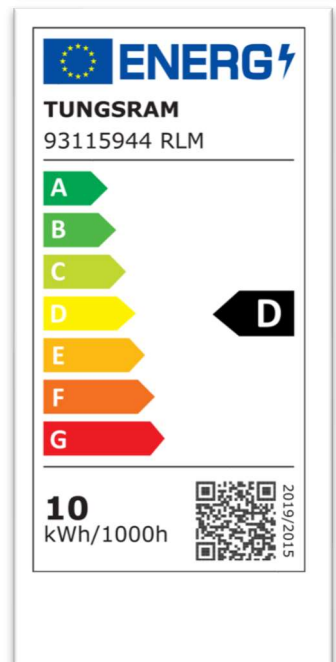 ENERG
TUNGSRAM
93115944 RLM
A
B
C
D
D
E
F
G
10
kWh/1000h
2019/2015